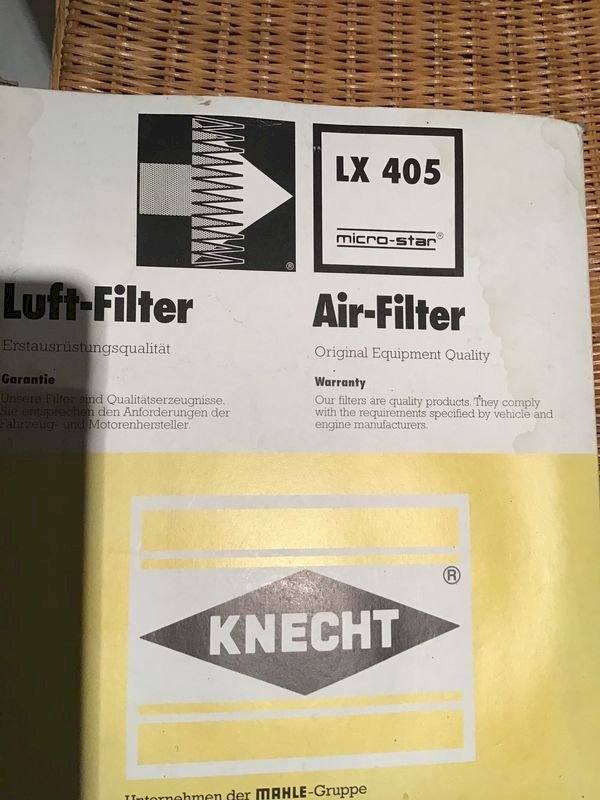 LX 405
micro-star®
®
Luft-Filter
Erstausrüstungsqualität
Garantie
Unsere Filter sind Qualitätserzeugnisse.
Sie entsprechen den Anforderungen der
Fahrzeug- und Motorenhersteller.
Air-Filter
Original Equipment Quality
Warranty
Our filters are quality products. They comply
with the requirements specified by vehicle and
engine manufacturers.
®
KNECHT
Unternehmen der MAHLE-Gruppe